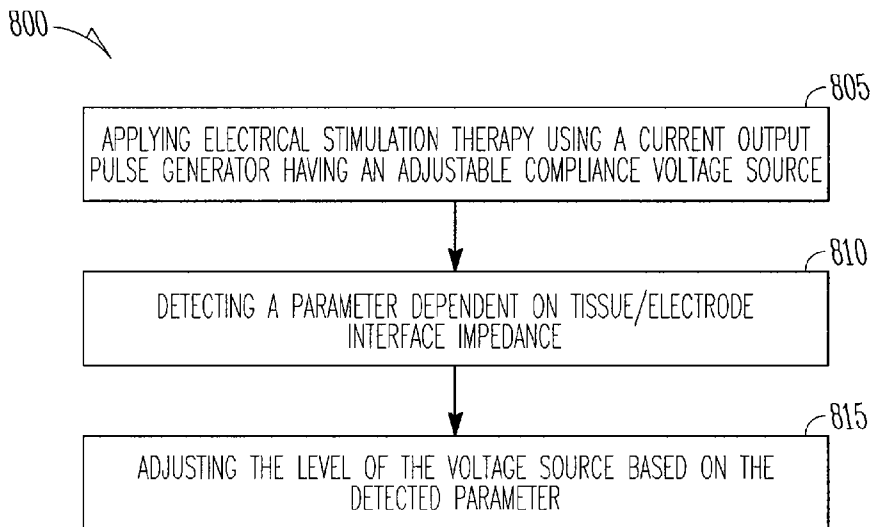 800
805
APPLYING ELECTRICAL STIMULATION THERAPY USING A CURRENT OUTPUT
PULSE GENERATOR HAVING AN ADJUSTABLE COMPLIANCE VOLTAGE SOURCE
810
DETECTING A PARAMETER DEPENDENT ON TISSUE/ELECTRODE
INTERFACE IMPEDANCE
815
ADJUSTING THE LEVEL OF THE VOLTAGE SOURCE BASED ON THE
DETECTED PARAMETER